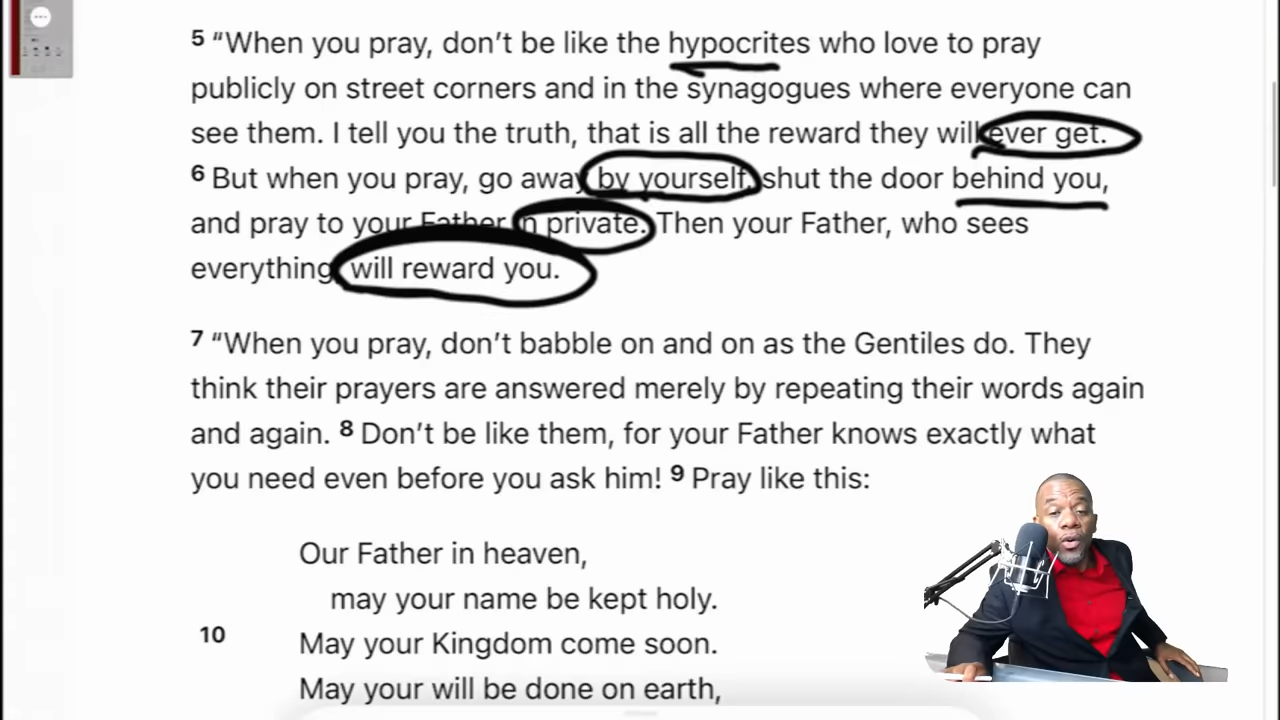 5 “When you pray, don’t be like the hypocrites who love to pray
publicly on street corners and in the synagogues where everyone can
see them. I tell you the truth, that is all the reward they will ever get.
6 But when you pray, go away by yourself, shut the door behind you,
and pray to your Father in private. Then your Father, who sees
everything, will reward you.
7 “When you pray, don’t babble on and on as the Gentiles do. They
think their prayers are answered merely by repeating their words again
and again. 8 Don’t be like them, for your Father knows exactly what
you need even before you ask him! 9 Pray like this:
Our Father in heaven,
may your name be kept holy.
10 May your Kingdom come soon.
May your will be done on earth,